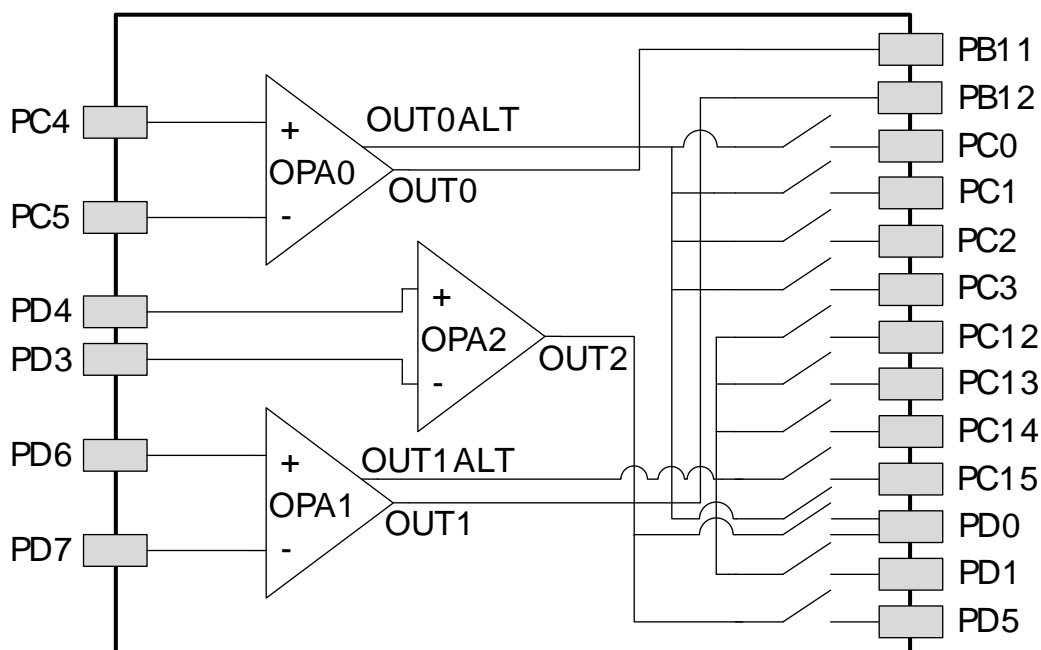 PB11
PC4
OUT0ALT
PB12
+
PC0
OPA0
OUT0
PC1
PC5
-
PC2
PD4
+
PC3
OPA2
PC12
PD3
OUT2
-
PC13
PC14
PD6
+
OUT1ALT
PC15
OPA1
OUT1
PD0
PD7
-
PD1
PD5